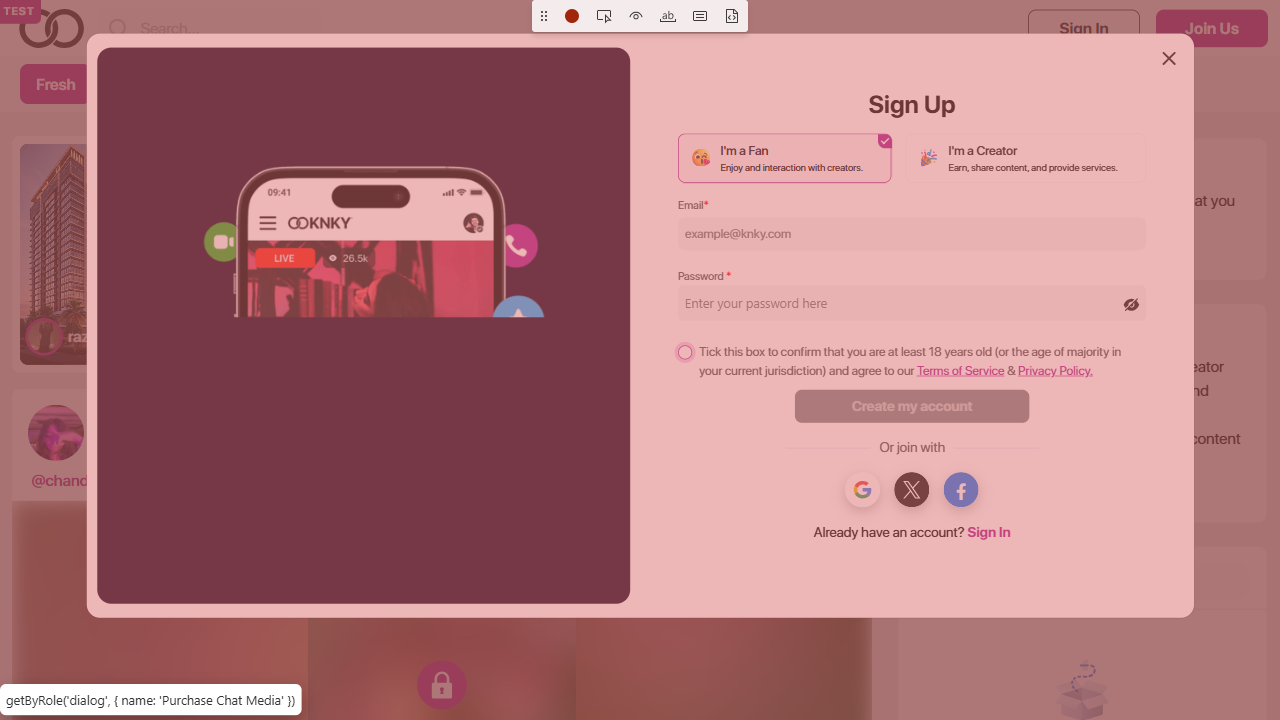 TEST
Search...
ab
Sign In
Join Us
Fresh
Sign Up
I'm a Fan
Enjoy and interaction with creators.
I'm a Creator
Earn, share content, and provide services.
Email*
example@knky.com
Password *
Enter your password here
Tick this box to confirm that you are at least 18 years old (or the age of majority in
your current jurisdiction) and agree to our Terms of Service & Privacy Policy.
Create my account
Or join with
Already have an account? Sign In
09:41
KNKY
LIVE
26.5k
raz
@chand
at you
eator
nd
content
getByRole('dialog', { name: 'Purchase Chat Media' })